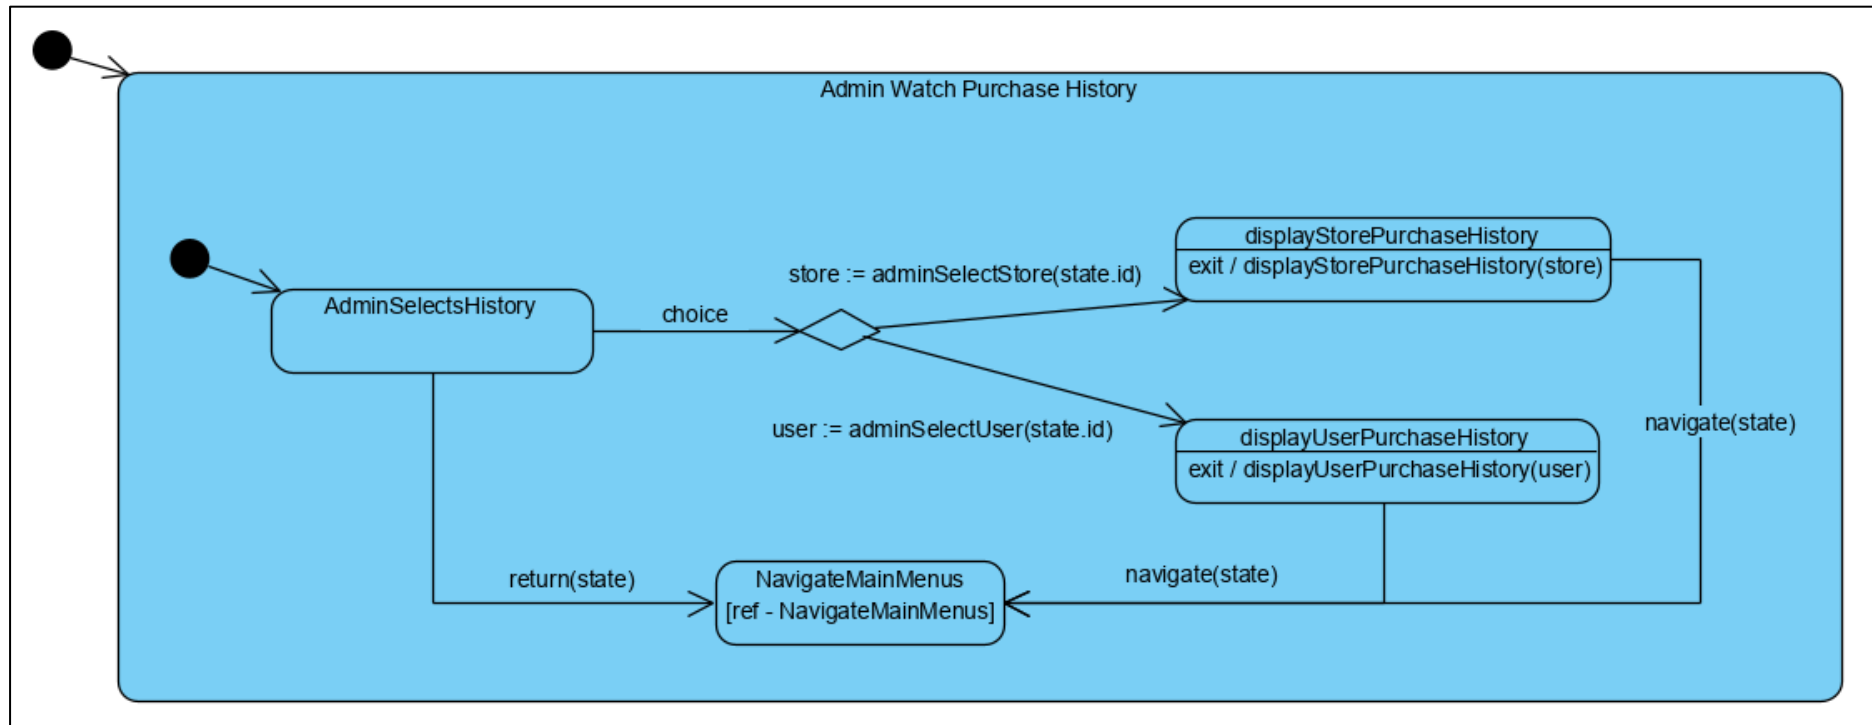 Admin Watch Purchase History
displayStorePurchaseHistory
exit / displayStorePurchaseHistory(store)
store := adminSelectStore(state.id)
AdminSelectsHistory
choice
user := adminSelectUser(state.id)
displayUserPurchaseHistory
exit / displayUserPurchaseHistory(user)
navigate(state)
return(state)
NavigateMainMenus
[ref - NavigateMainMenus]
navigate(state)